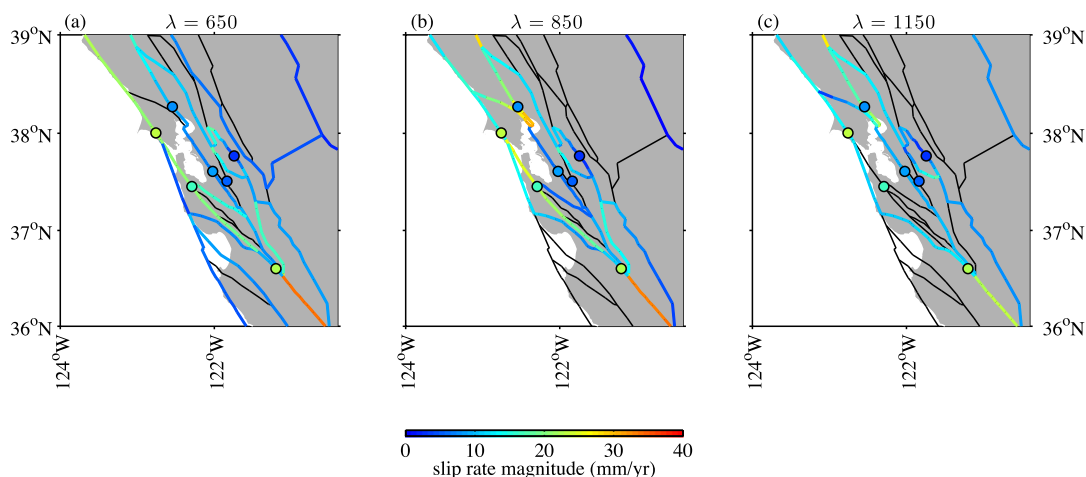 (a) λ = 650
(b) λ = 850
(c) λ = 1150
39°N
38°N
37°N
36°N
39°N
38°N
37°N
36°N
124°W
122°W
124°W
122°W
124°W
122°W
0 10 20 30 40
slip rate magnitude (mm/yr)